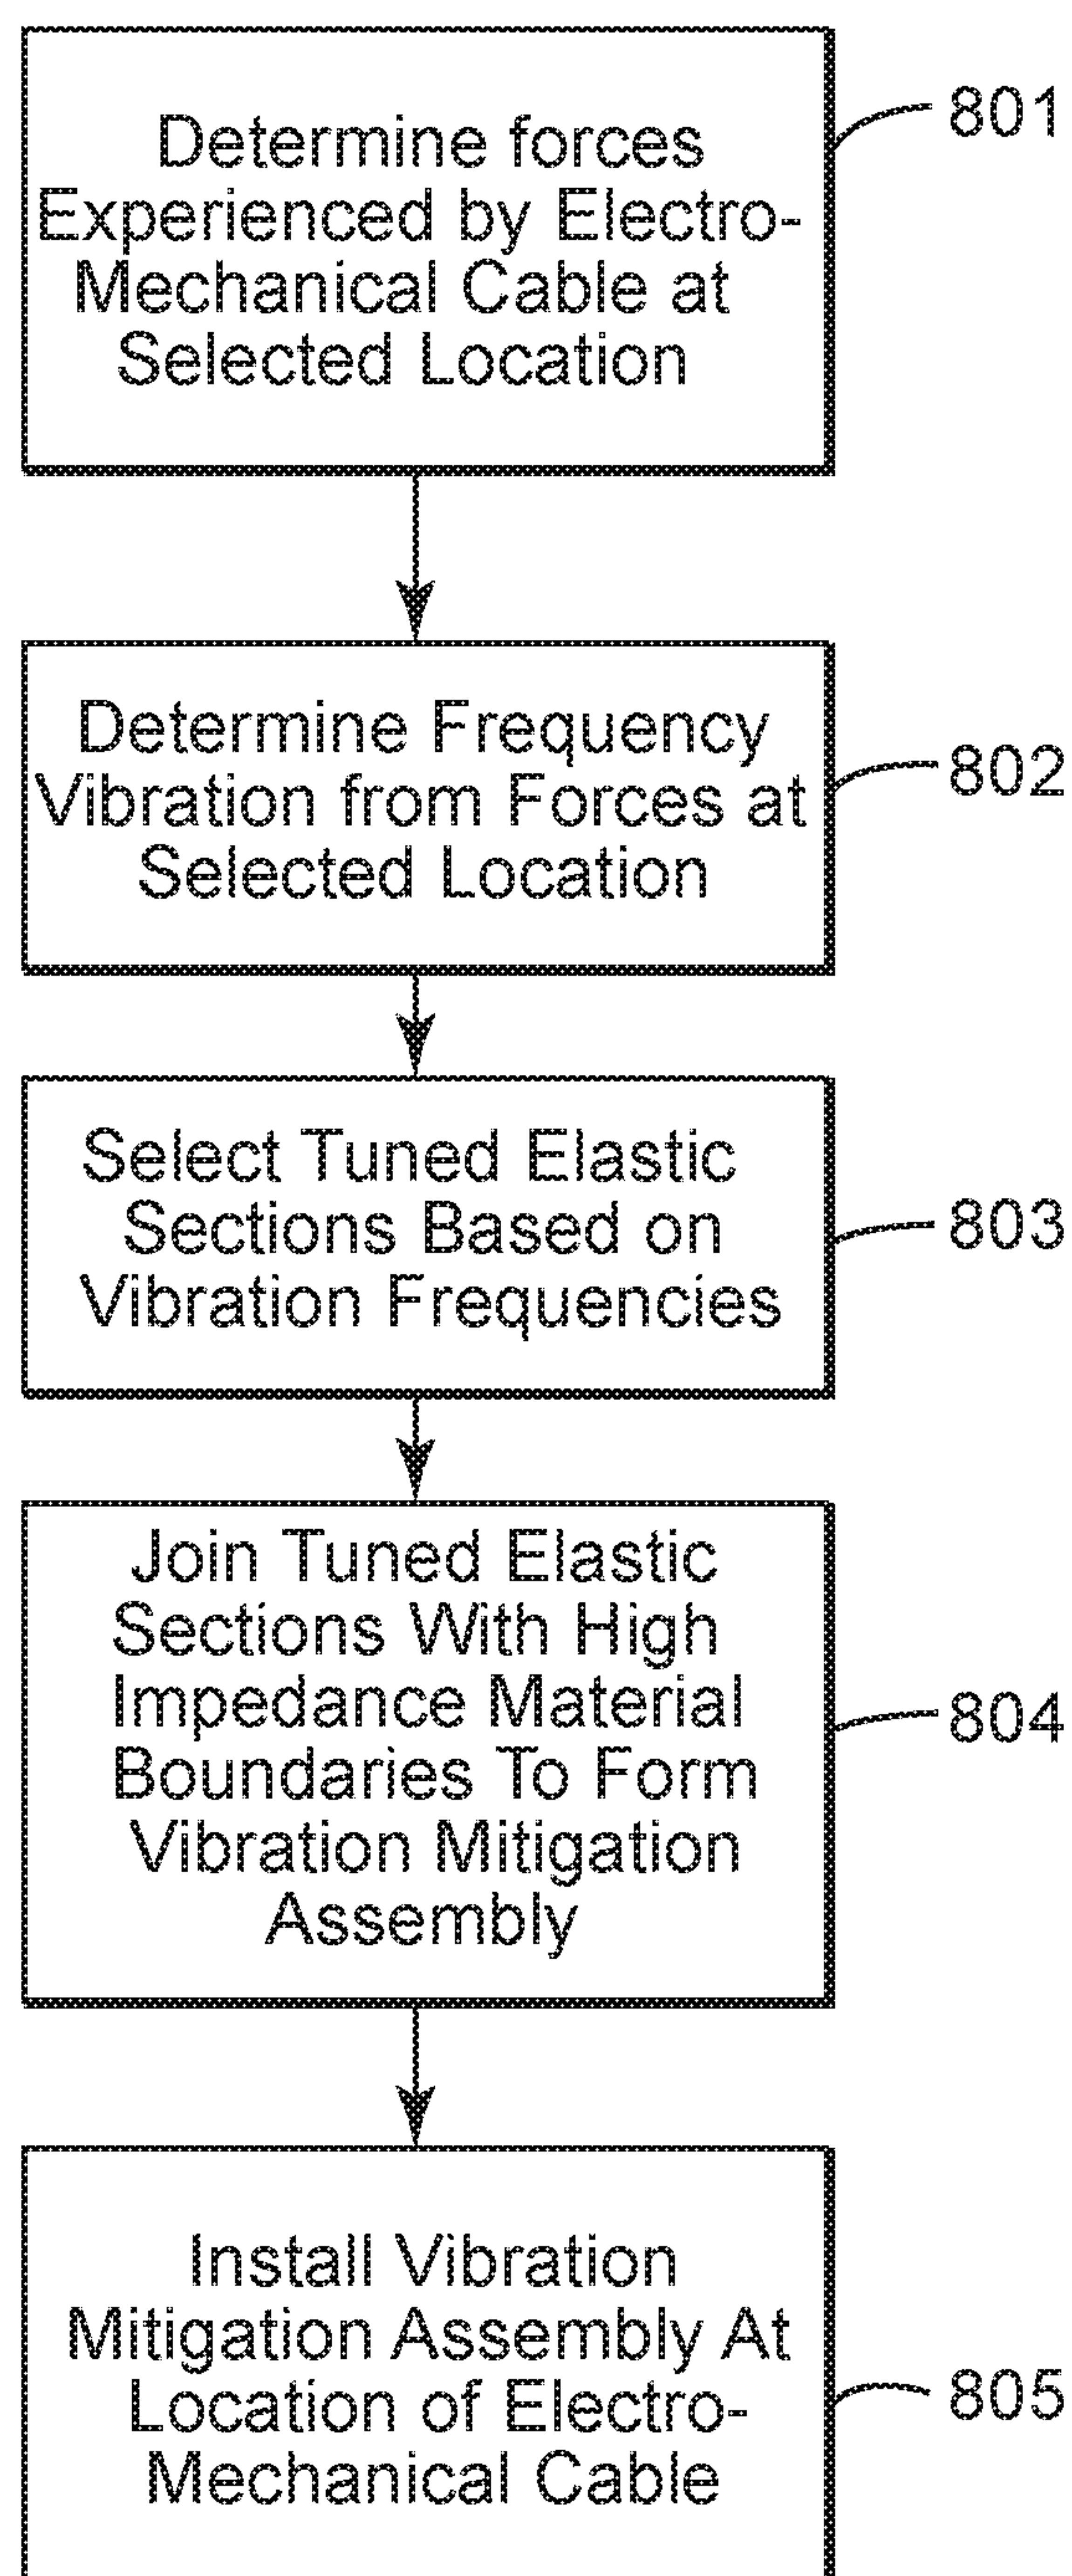 Determine forces
Experienced by Electro-
Mechanical Cable at
Selected Location
801
Determine Frequency
Vibration from Forces at
Selected Location
802
Select Tuned Elastic
Sections Based on
Vibration Frequencies
803
Join Tuned Elastic
Sections With High
Impedance Material
Boundaries To Form
Vibration Mitigation
Assembly
804
Install Vibration
Mitigation Assembly At
Location of Electro-
Mechanical Cable
805